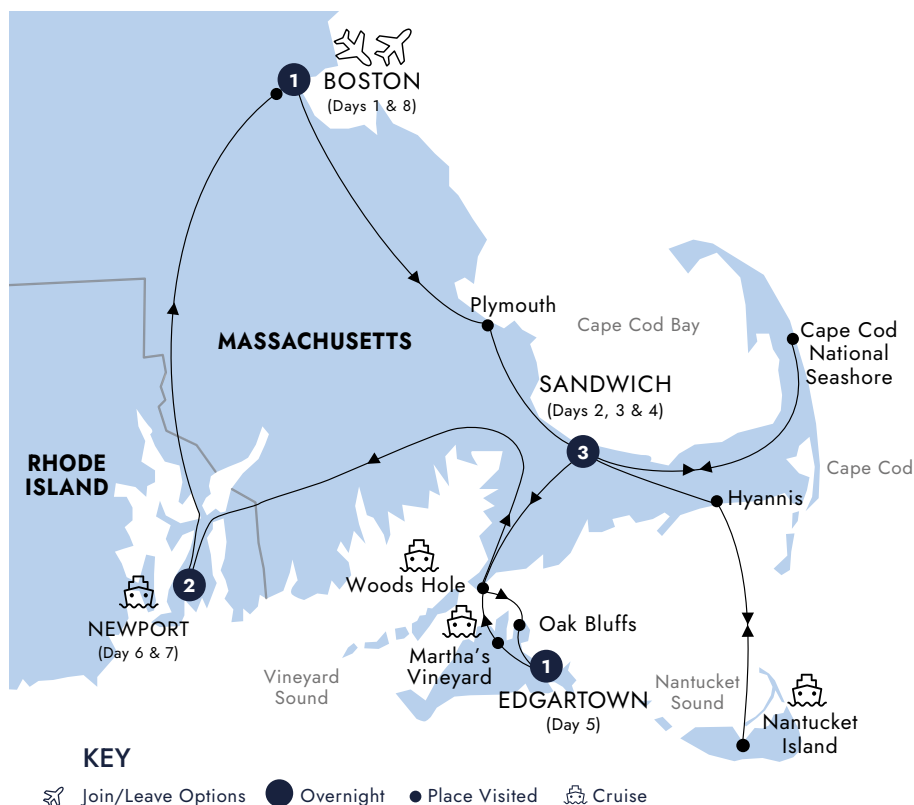 1
BOSTON
(Days 1 & 8)
Plymouth
Cape Cod Bay
Cape Cod
National
Seashore
MASSACHUSETTS
SANDWICH
(Days 2, 3 & 4)
3
RHODE
ISLAND
Cape Cod
Hyannis
2
Woods Hole
NEWPORT
(Day 6 & 7)
Oak Bluffs
Martha's
Vineyard
1
EDGARTOWN
(Day 5)
Vineyard
Sound
Nantucket
Sound
Nantucket
Island
KEY
Join/Leave Options Overnight Place Visited Cruise